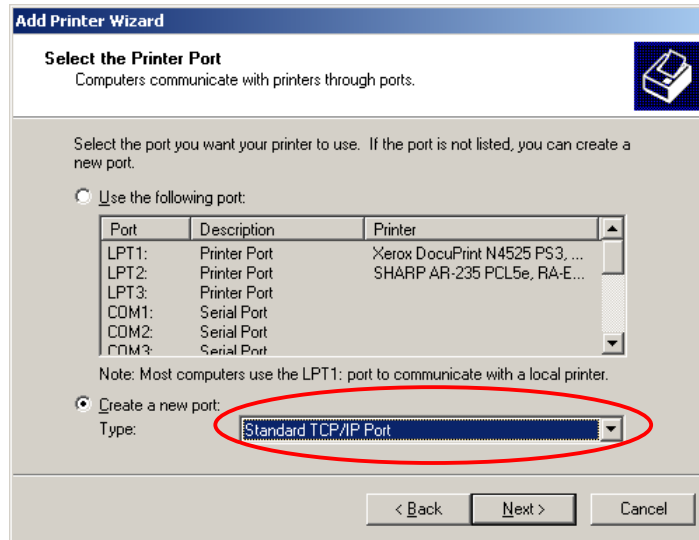 Add Printer Wizard
Select the Printer Port
Computers communicate with printers through ports.
Select the port you want your printer to use. If the port is not listed, you can create a
new port.
Use the following port:
Port Description Printer
LPT1: Printer Port Xerox DocuPrint N4525 PS3, ...
LPT2: Printer Port SHARP AR-235 PCL5e, RA-E...
LPT3: Printer Port
COM1: Serial Port
COM2: Serial Port
COM3: Serial Port
Note: Most computers use the LPT1: port to communicate with a local printer.
Create a new port:
Type: Standard TCP/IP Port
< Back Next > Cancel